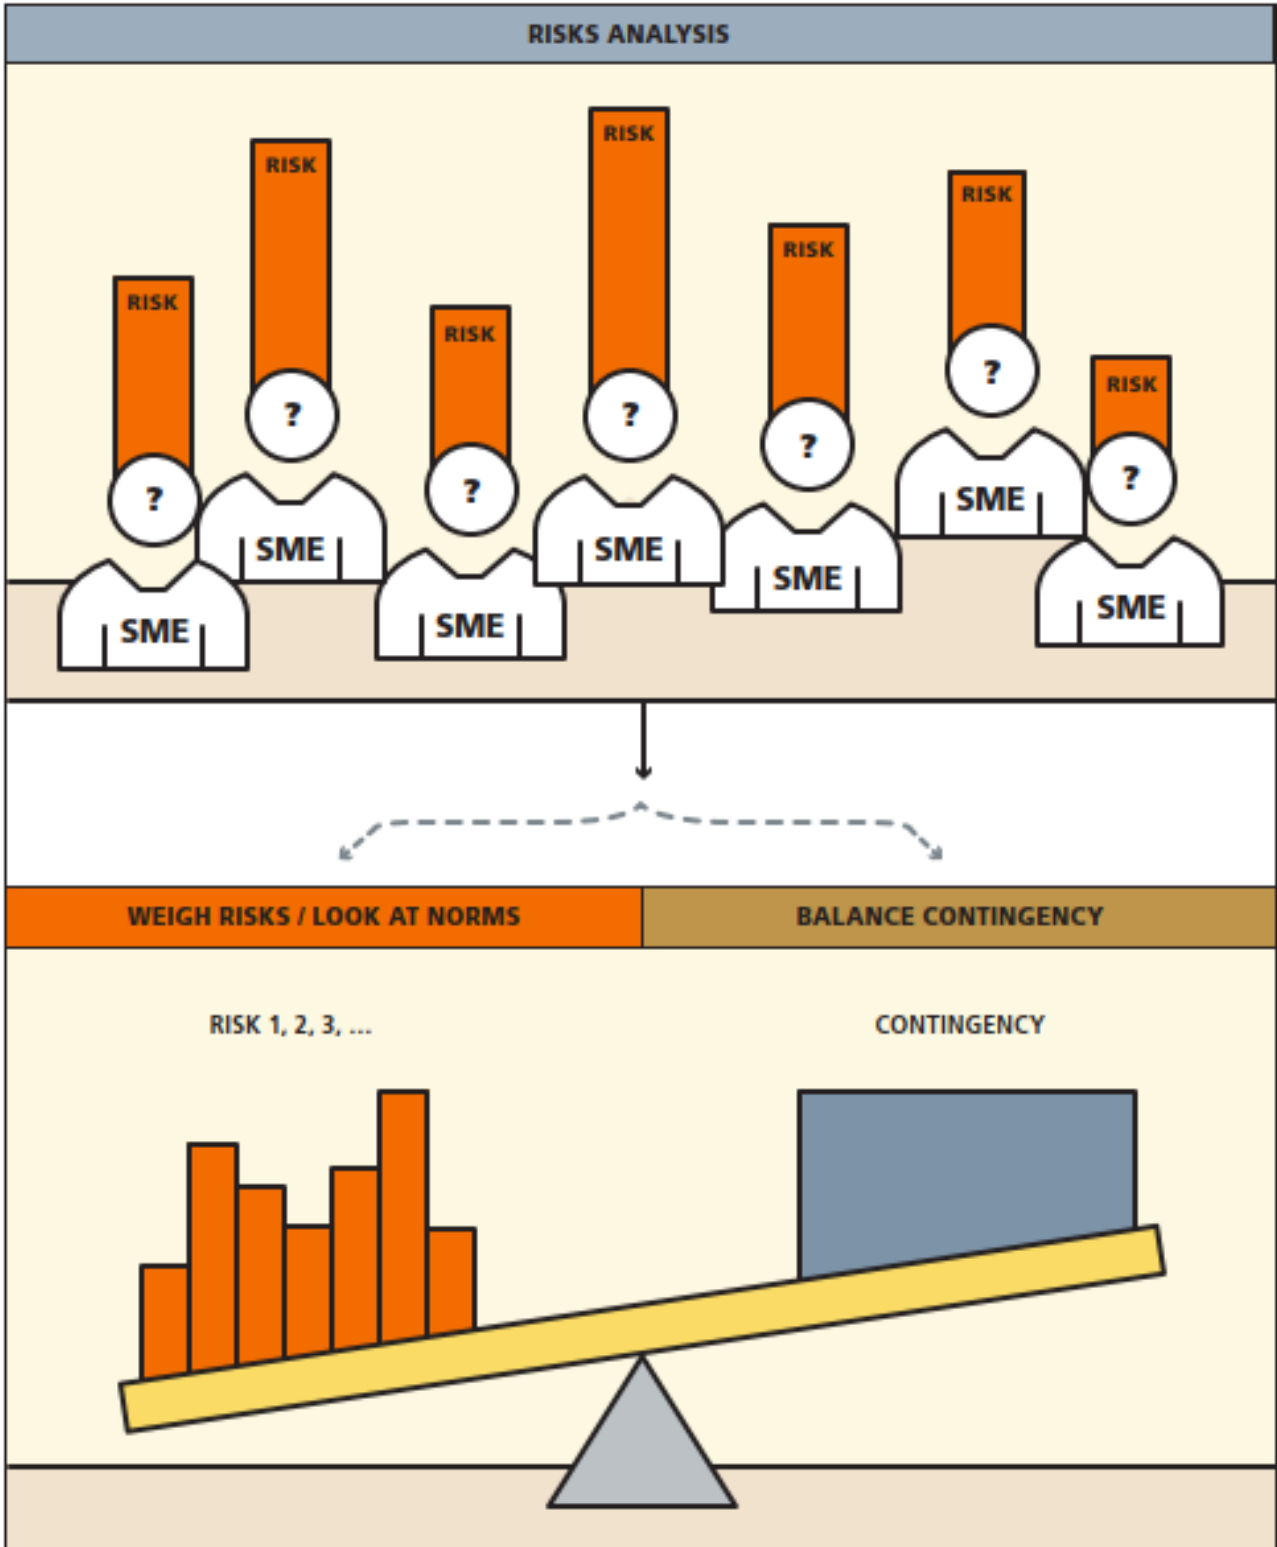 RISKS ANALYSIS
RISK
RISK
RISK
RISK
RISK
RISK
RISK
?
?
?
?
?
?
?
SME
SME
SME
SME
SME
SME
SME
WEIGH RISKS / LOOK AT NORMS
BALANCE CONTINGENCY
RISK 1, 2, 3, ...
CONTINGENCY